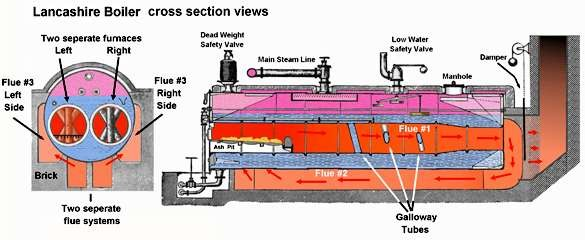 Lancashire Boiler cross section views
Two seperate furnaces
Left Right
Flue #3
Left
Side
Flue #3
Right
Side
Brick
Two seperate
flue systems
Dead Weight
Safety Valve
Main Steam Line
Low Water
Safety Valve
Manhole
Damper
Flue #1
Ash Pit
Flue #2
Galloway
Tubes